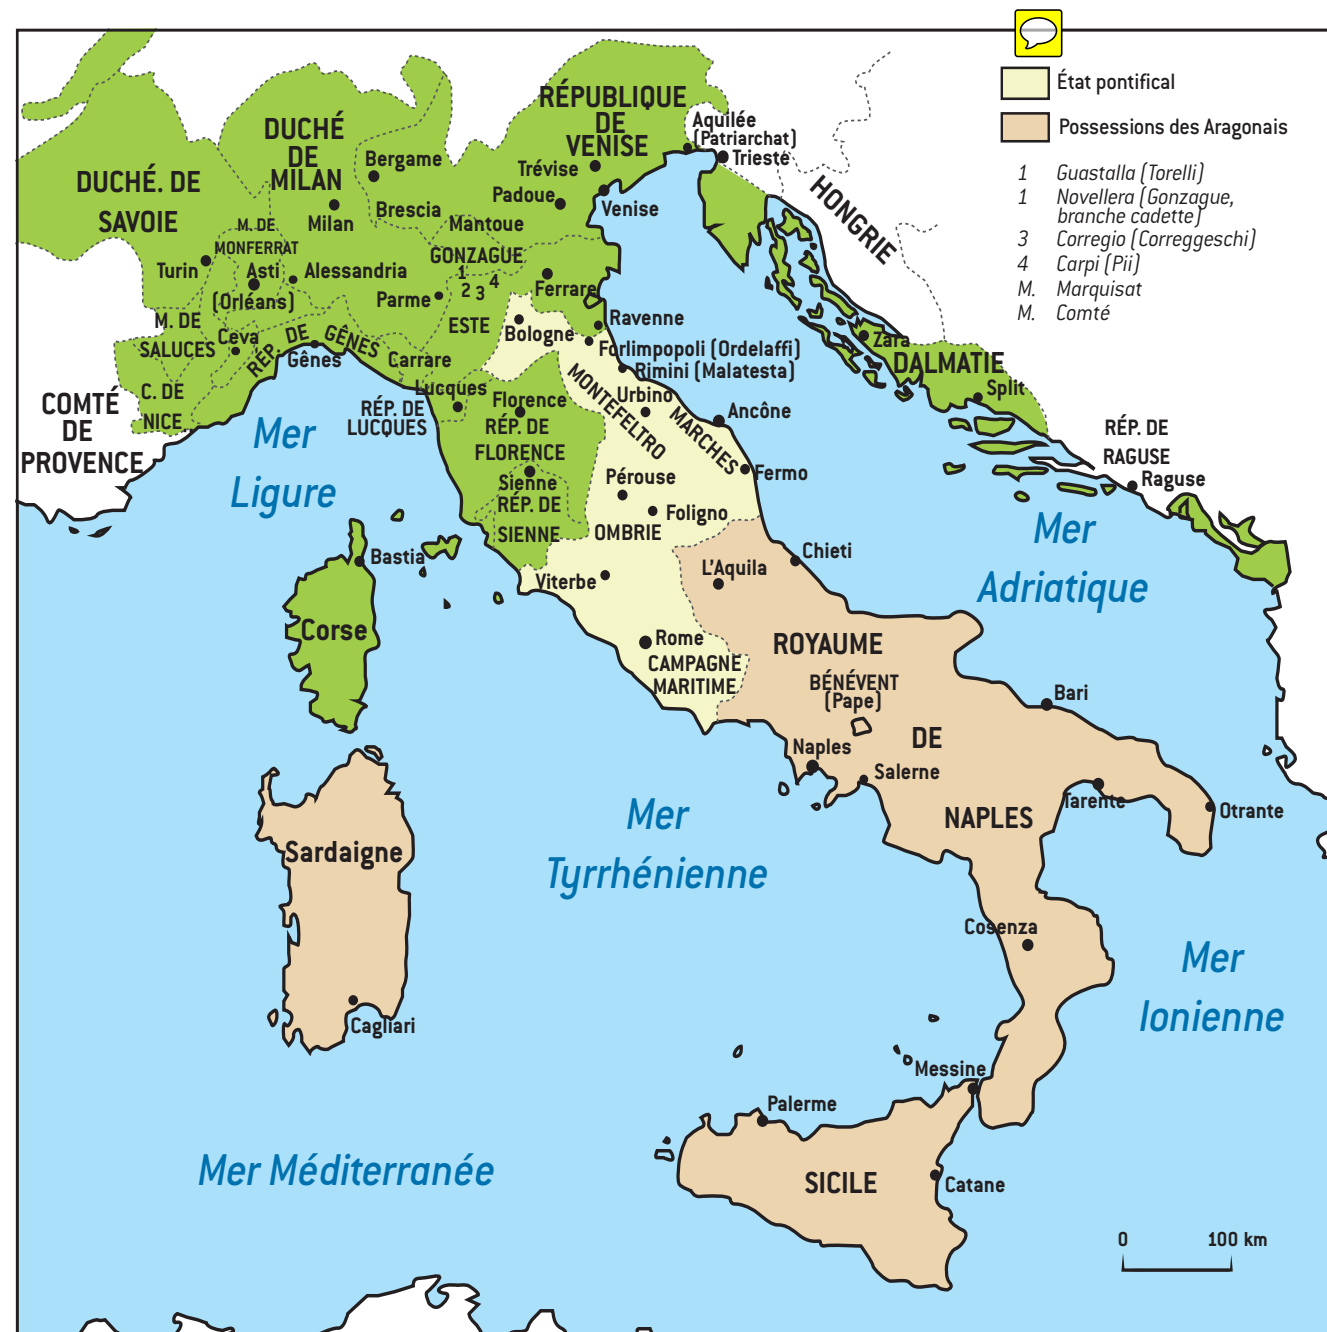 État pontifical
Possessions des Aragonais
1 Guastalla (Torelli)
1 Novellera (Gonzague,
branche cadette)
3 Corregio (Correggeschi)
4 Carpi (Pii)
M. Marquisat
M. Comté
RÉPUBLIQUE
DE
VENISE
Aquilée
(Patriarchat)
Trieste
DUCHÉ
DE
MILAN
Bergame
Trévise
Padoue
Venise
DUCHÉ. DE
SAVOIE
Brescia
Milan
Mantoue
HONGRIE
M. DE
MONFERRAT
GONZAGUE
Turin
Asti
(Orléans)
Alessandria
Parme
1
2 3 4
Ferrare
M. DE
SALUCES
Ceva
RÉP. DE GÊNES
Gênes
ESTE
Bologne
Ravenne
Forlimpopoli (Ordelaffi)
Rimini (Malatesta)
Zara
DALMATIE
Split
Carrare
Lucques
C. DE
NICE
COMTÉ
DE
PROVENCE
RÉP. DE
LUCQUES
Florence
RÉP. DE
FLORENCE
MONTEFELTRO
Urbino
MARCHES
Ancône
Fermo
RÉP. DE
RAGUSE
Raguse
Mer
Ligure
Sienne
RÉP. DE
SIENNE
Pérouse
Foligno
OMBRIE
Mer
Adriatique
Bastia
Viterbe
L'Aquila
Chieti
Corse
Rome
CAMPAGNE
MARITIME
ROYAUME
DE
NAPLES
BÉNÉVENT
(Pape)
Bari
Naples
Salerne
Tarente
Otrante
Sardaigne
Mer
Tyrrhénienne
Cosenza
Mer
Ionienne
Cagliari
Messine
Palerme
Mer Méditerranée
SICILE
Catane
0 100 km